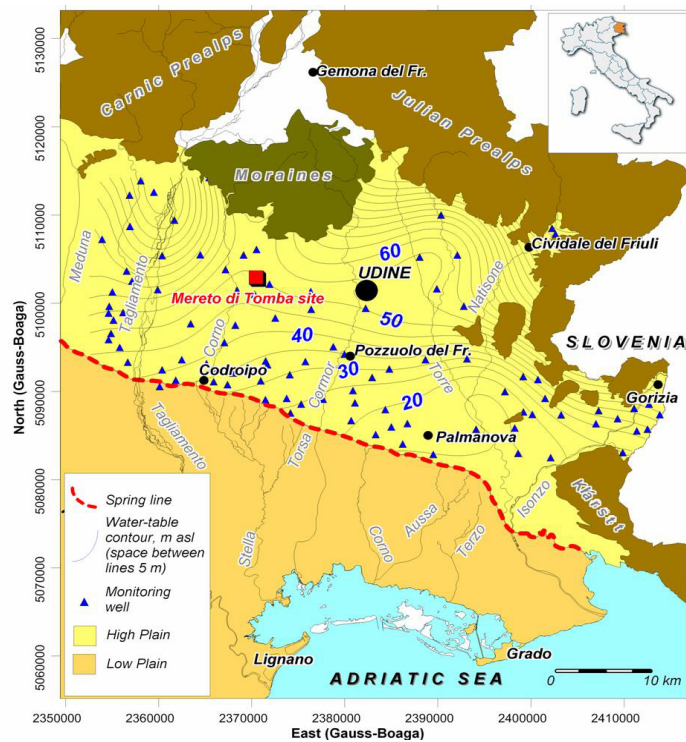 5130000
5120000
5110000
5100000
5090000
5080000
5070000
5060000
North (Gauss-Boaga)
Carnic Prealps
Gemona del Fr.
Julian Prealps
Moraines
Cividale del Friuli
Meduna
Tagliamento
60
UDINE
Natisone
Mereto di Tomba site
50
SLOVENIA
Corno
40
Pozzuolo del Fr.
Codroipo
30
Cormor
Torre
Gorizia
20
Tagliamento
Torsa
Palmanova
Isonzo
Stella
Corno
Aussa
Terzo
Lignano
Grado
ADRIATIC SEA
0
10 km
Spring line
Water-table
contour, m asl
(space between
lines 5 m)
Monitoring
well
High Plain
Low Plain
2350000 2360000 2370000 2380000 2390000 2400000 2410000
East (Gauss-Boaga)